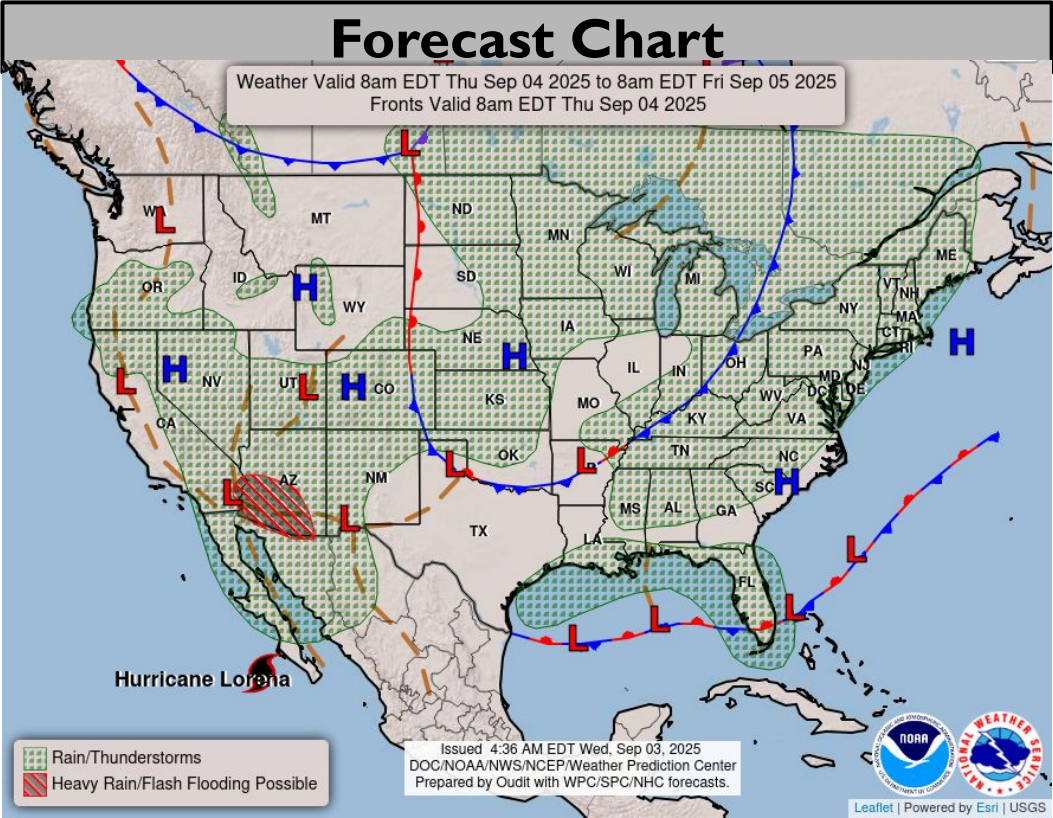 Forecast Chart
Weather Valid 8am EDT Thu Sep 04 2025 to 8am EDT Fri Sep 05 2025
Fronts Valid 8am EDT Thu Sep 04 2025
L
ND
L
MT
MN
ME
OR
ID
H
SD
WI
MI
VT
NH
WY
NY
MA
IA
NE
CT
RI
H
H
PA
OH
NJ
L
H
NV
UT
L
H
CO
KS
IL
IN
MD
DC
DE
MO
WV
VA
CA
KY
OK
TN
NC
L
L
AZ
NM
L
SC
H
L
TX
MS
AL
GA
LA
L
FL
L
L
L
Hurricane Lorena
Rain/Thunderstorms
Heavy Rain/Flash Flooding Possible
Issued 4:36 AM EDT Wed, Sep 03, 2025
DOC/NOAA/NWS/NCEP/Weather Prediction Center
Prepared by Oudit with WPC/SPC/NHC forecasts.
NOAA
NATIONAL WEATHER SERVICE
Leaflet | Powered by Esri | USGS